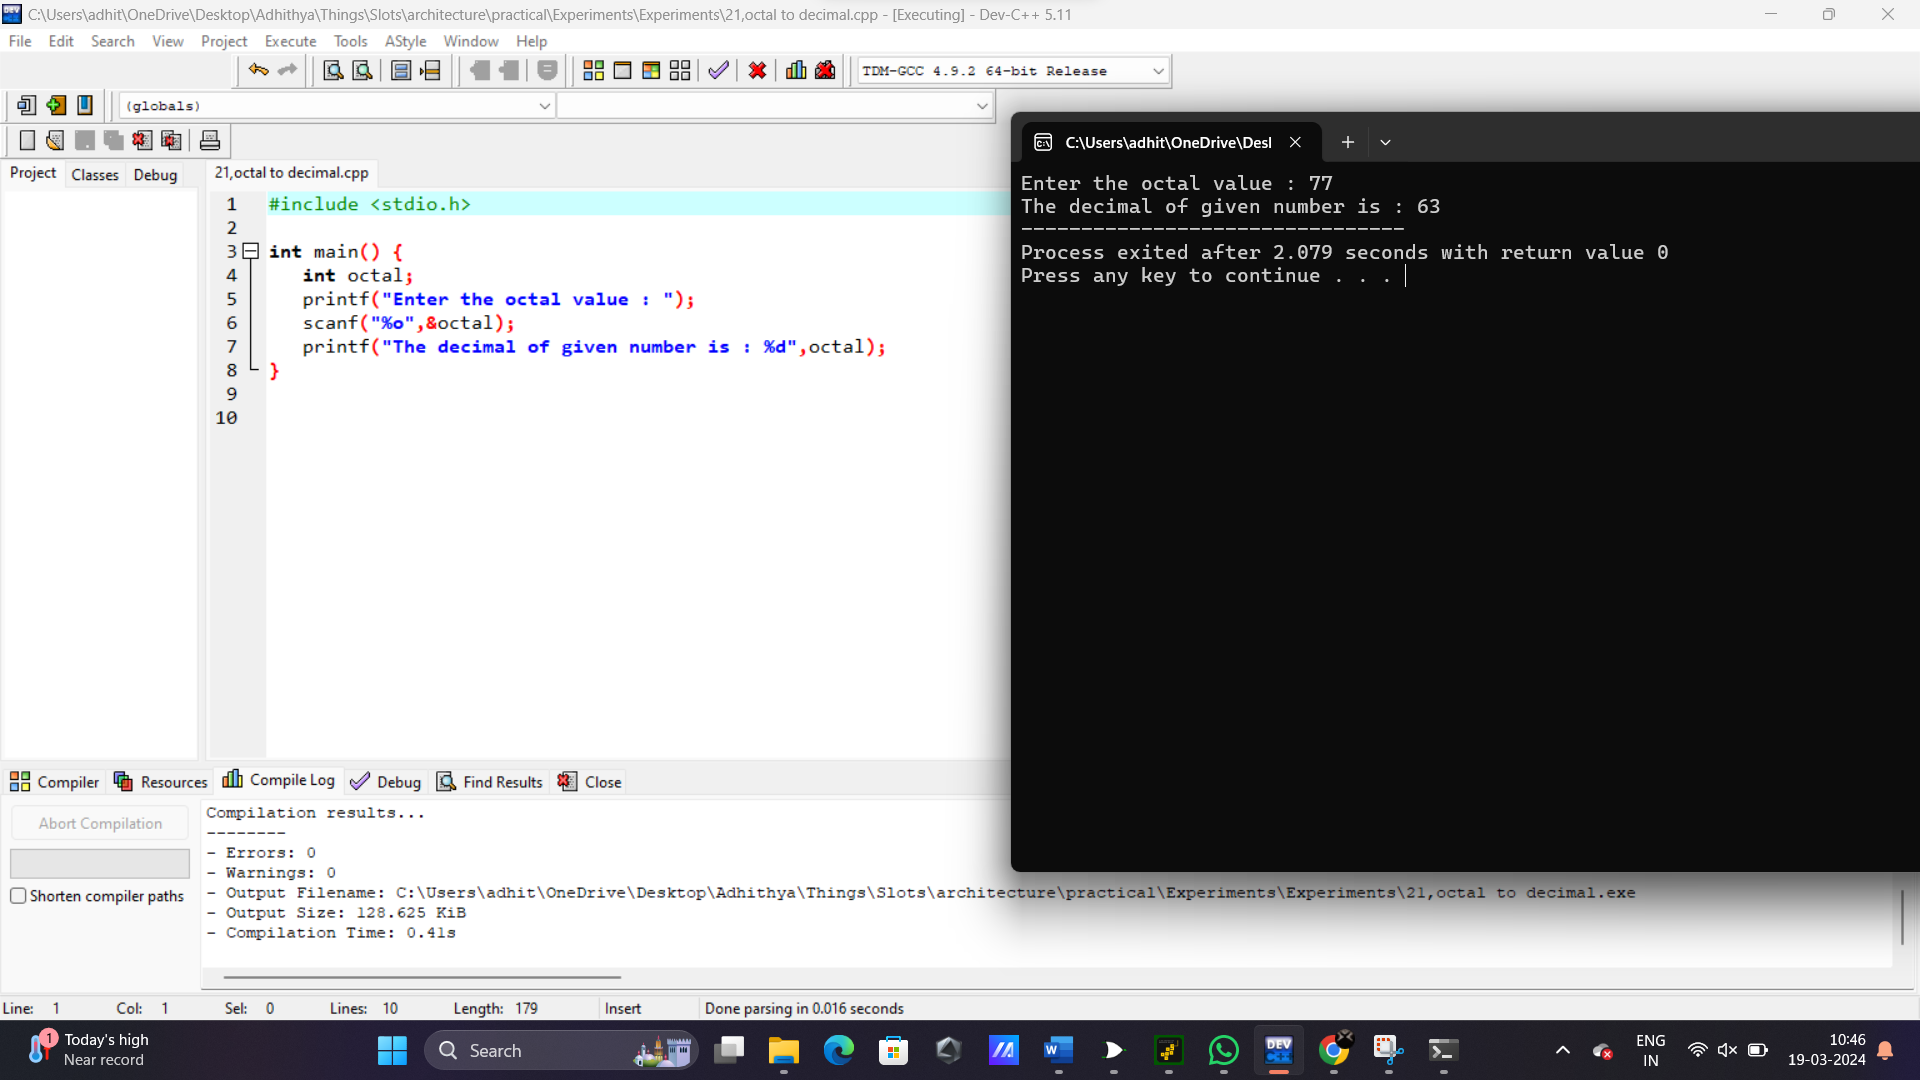 C:\Users\adhit\OneDrive\Desktop\Adhithya\Things\Slots\architecture\practical\Experiments\Experiments\21,octal to decimal.cpp - [Executing] - Dev-C++ 5.11
File Edit Search View Project Execute Tools AStyle Window Help
TDM-GCC 4.9.2 64-bit Release
(globals)
Project Classes Debug
21,octal to decimal.cpp
1 #include <stdio.h>
2
3 int main() {
4 int octal;
5 printf("Enter the octal value : ");
6 scanf("%o",&octal);
7 printf("The decimal of given number is : %d",octal);
8 }
9
10
C:\Users\adhit\OneDrive\Desl
Enter the octal value : 77
The decimal of given number is : 63
--------------------------------
Process exited after 2.079 seconds with return value 0
Press any key to continue . . .
Compiler Resources Compile Log Debug Find Results Close
Abort Compilation
Shorten compiler paths
Compilation results...
--------
- Errors: 0
- Warnings: 0
- Output Filename: C:\Users\adhit\OneDrive\Desktop\Adhithya\Things\Slots\architecture\practical\Experiments\Experiments\21,octal to decimal.exe
- Output Size: 128.625 KiB
- Compilation Time: 0.41s
Line: 1 Col: 1 Sel: 0 Lines: 10 Length: 179 Insert Done parsing in 0.016 seconds
1
Today's high
Near record
Search
DEV
C++
ENG
IN
10:46
19-03-2024